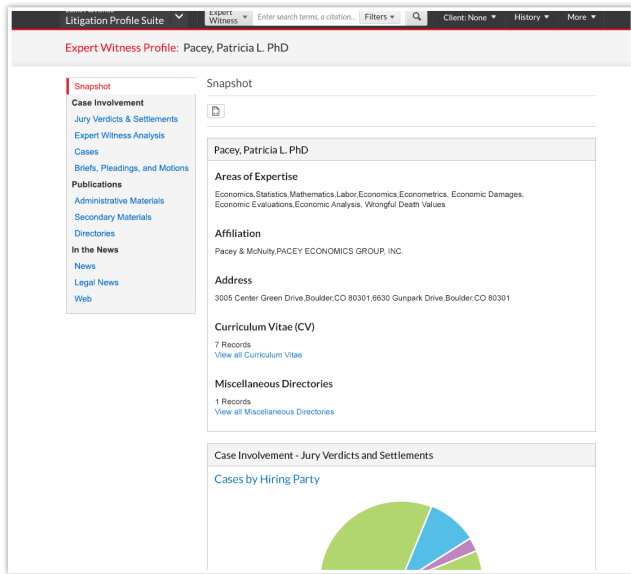 Litigation Profile Suite
Expert
Witness
Enter search terms, a citation...
Filters
Client: None
History
More
Expert Witness Profile: Pacey, Patricia L. PhD
Snapshot
Case Involvement
Jury Verdicts & Settlements
Expert Witness Analysis
Cases
Briefs, Pleadings, and Motions
Publications
Administrative Materials
Secondary Materials
Directories
In the News
News
Legal News
Web
Snapshot
Pacey, Patricia L. PhD
Areas of Expertise
Economics,Statistics,Mathematics,Labor,Economics,Econometrics, Economic Damages,
Economic Evaluations,Economic Analysis, Wrongful Death Values
Affiliation
Pacey & McNulty,PACEY ECONOMICS GROUP, INC.
Address
3005 Center Green Drive,Boulder,CO 80301,6630 Gunpark Drive,Boulder,CO 80301
Curriculum Vitae (CV)
7 Records
View all Curriculum Vitae
Miscellaneous Directories
1 Records
View all Miscellaneous Directories
Case Involvement - Jury Verdicts and Settlements
Cases by Hiring Party